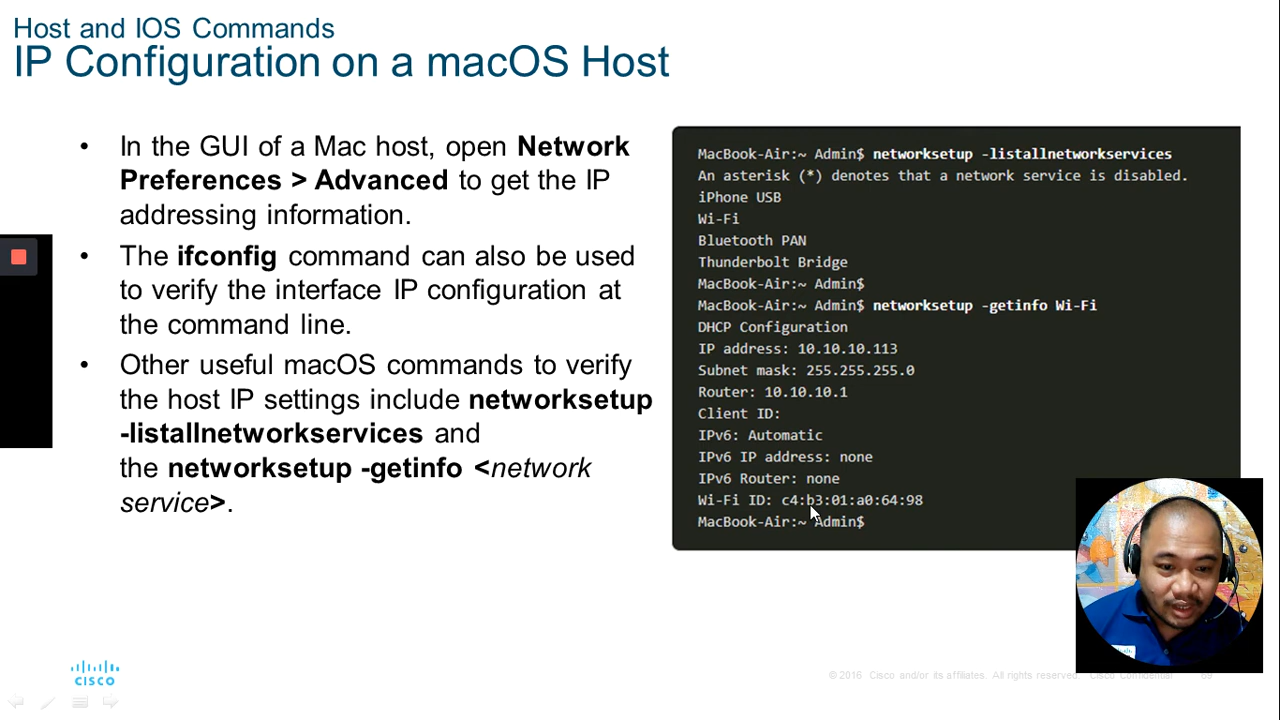 Host and IOS Commands
IP Configuration on a macOS Host
• In the GUI of a Mac host, open Network
Preferences > Advanced to get the IP
addressing information.
• The ifconfig command can also be used
to verify the interface IP configuration at
the command line.
• Other useful macOS commands to verify
the host IP settings include networksetup
-listallnetworkservices and
the networksetup -getinfo <network
service>.
MacBook-Air:~ Admin$ networksetup -listallnetworkservices
An asterisk (*) denotes that a network service is disabled.
iPhone USB
Wi-Fi
Bluetooth PAN
Thunderbolt Bridge
MacBook-Air:~ Admin$
MacBook-Air:~ Admin$ networksetup -getinfo Wi-Fi
DHCP Configuration
IP address: 10.10.10.113
Subnet mask: 255.255.255.0
Router: 10.10.10.1
Client ID:
IPv6: Automatic
IPv6 IP address: none
IPv6 Router: none
Wi-Fi ID: c4:b3:01:a0:64:98
MacBook-Air:~ Admin$
CISCO
© 2016 Cisco and/or its affiliates. All rights reserved. Cisco Confidential 69